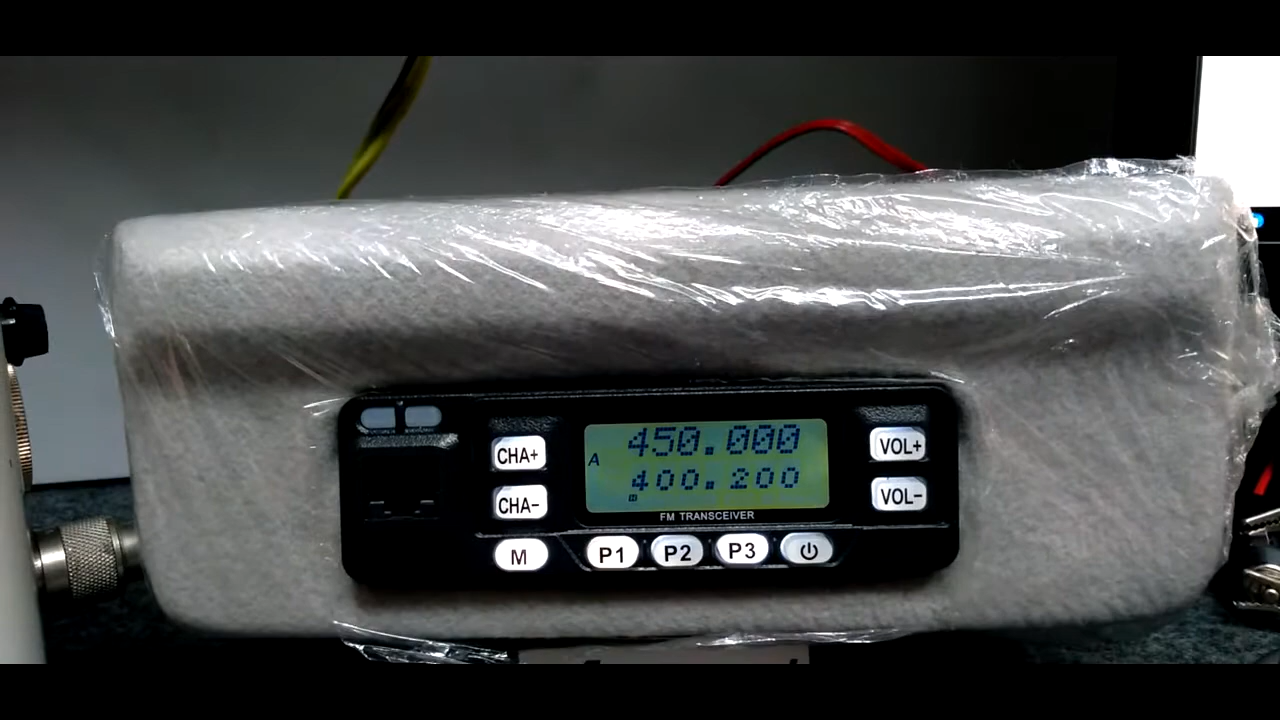 CHA+
450.000
VOL+
A
400.200
CHA−
VOL−
FM TRANSCEIVER
M
P1
P2
P3